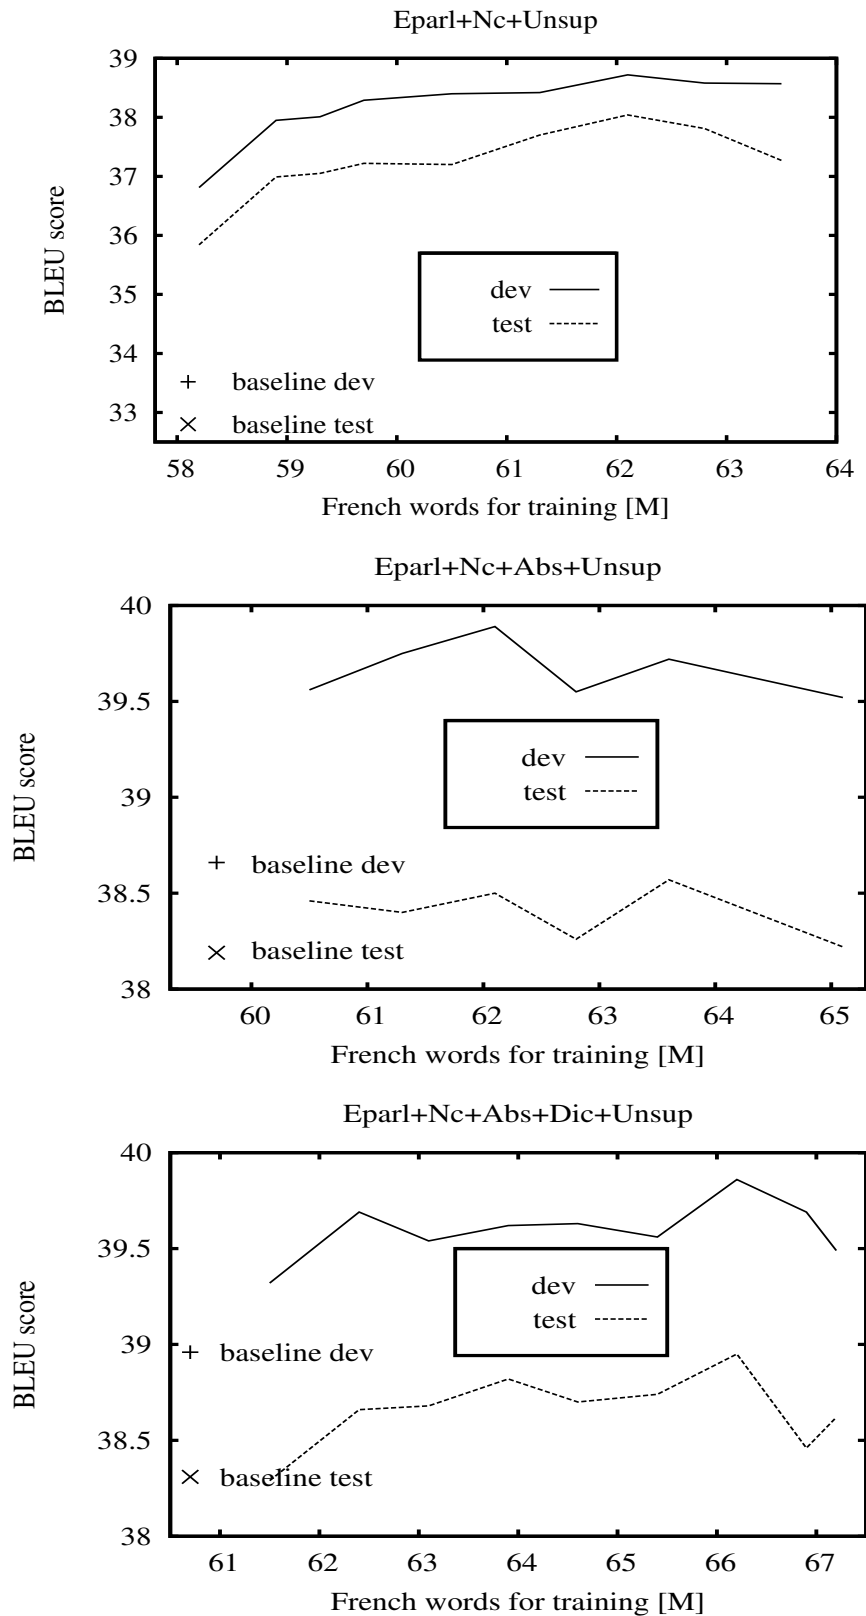 Eparl+Nc+Unsup
39
38
37
36
35
34
33
BLEU score
dev
test
baseline dev
baseline test
58 59 60 61 62 63 64
French words for training [M]
Eparl+Nc+Abs+Unsup
40
39.5
39
38.5
38
BLEU score
dev
test
baseline dev
baseline test
60 61 62 63 64 65
French words for training [M]
Eparl+Nc+Abs+Dic+Unsup
40
39.5
39
38.5
38
BLEU score
dev
test
baseline dev
baseline test
61 62 63 64 65 66 67
French words for training [M]